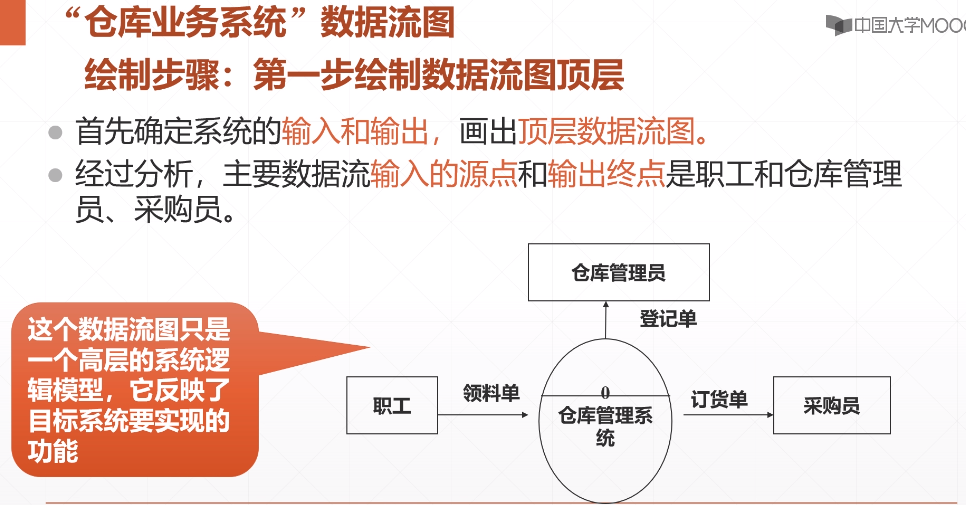 “仓库业务系统”数据流图
中国大学MOOC
绘制步骤：第一步绘制数据流图顶层
首先确定系统的输入和输出，画出顶层数据流图。
经过分析，主要数据流输入的源点和输出终点是职工和仓库管理
员、采购员。
仓库管理员
登记单
这个数据流图只是
一个高层的系统逻
辑模型，它反映了
目标系统要实现的
功能
职工
领料单
0
仓库管理系
统
订货单
采购员